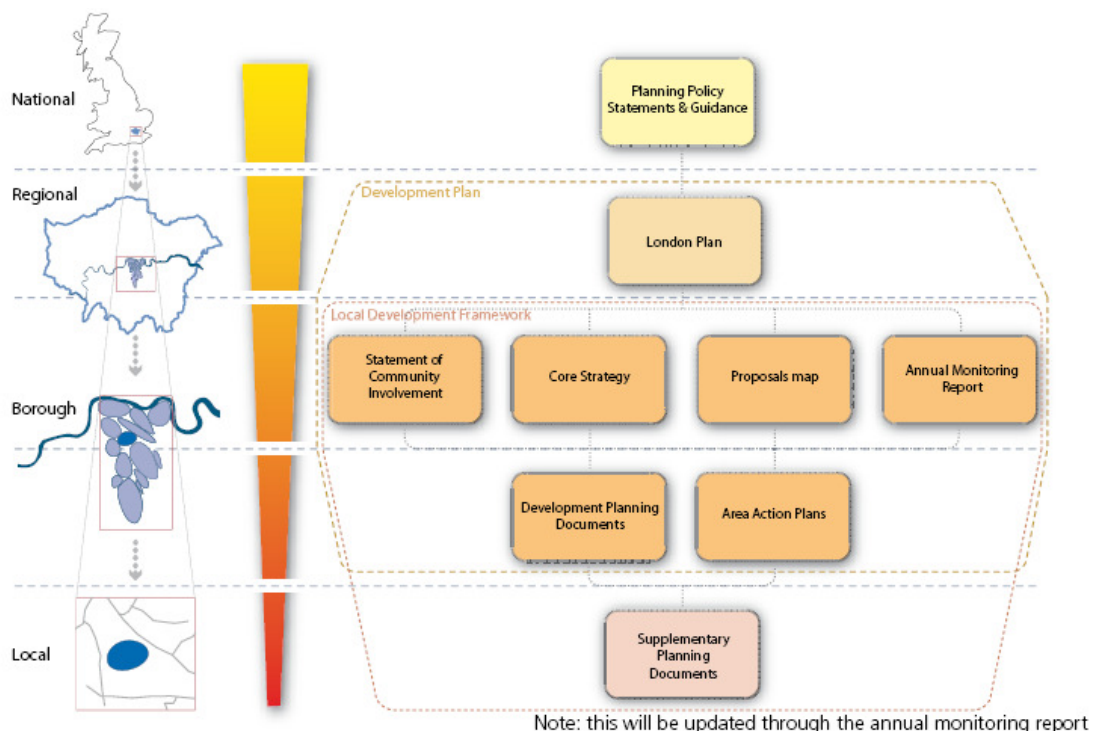 National
Planning Policy
Statements & Guidance
Regional
Development Plan
London Plan
Local Development Framework
Statement of
Community
Involvement
Core Strategy
Proposals map
Annual Monitoring
Report
Borough
Development Planning
Documents
Area Action Plans
Local
Supplementary
Planning
Documents
Note: this will be updated through the annual monitoring report